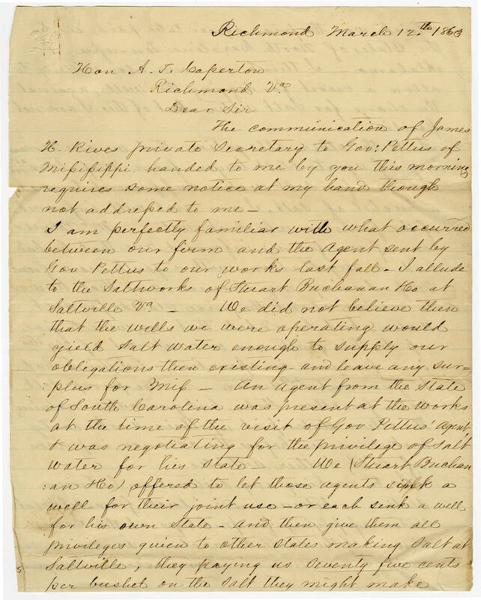 Richmond March 12th 1863
Hon A. T. Caperton
Richmond Va
Dear Sir
The communication of James
H. Rives private Secretary to Gov: Pettus of
Missisippi handed to me by you this morning
requires some notice at my hand though
not addressed to me –
I am perfectly familiar with what occurred
between our firm and the Agent sent by
Gov Pettus to our works last fall – I allude
to the Saltworks of Stuart Buchanan &Co at
Saltville Va – We did not believe then
that the wells we were operating would
yield Salt Water enough to supply our
obligations then existing and leave any sur-
plus for Miss – An Agent from the State
of South Carolina was present at the works
at the time of the visit of Gov Pettus' Agent
& was negotiating for the privilege of Salt
Water for his State We (Stuart Buchan
:an &Co) offered to let those agents sink a
well for their joint use – or each sink a well
for his own State – and then give them all
privileges given to other States making Salt at
Saltville, they paying us Seventy five cents
per bushel on the Salt they might make